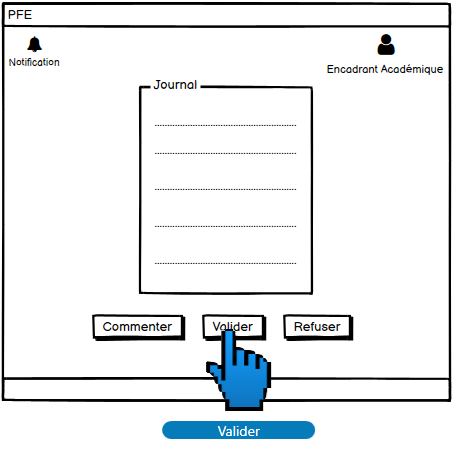 PFE
Notification
Encadrant Académique
Journal
Commenter
Valider
Refuser
Valider